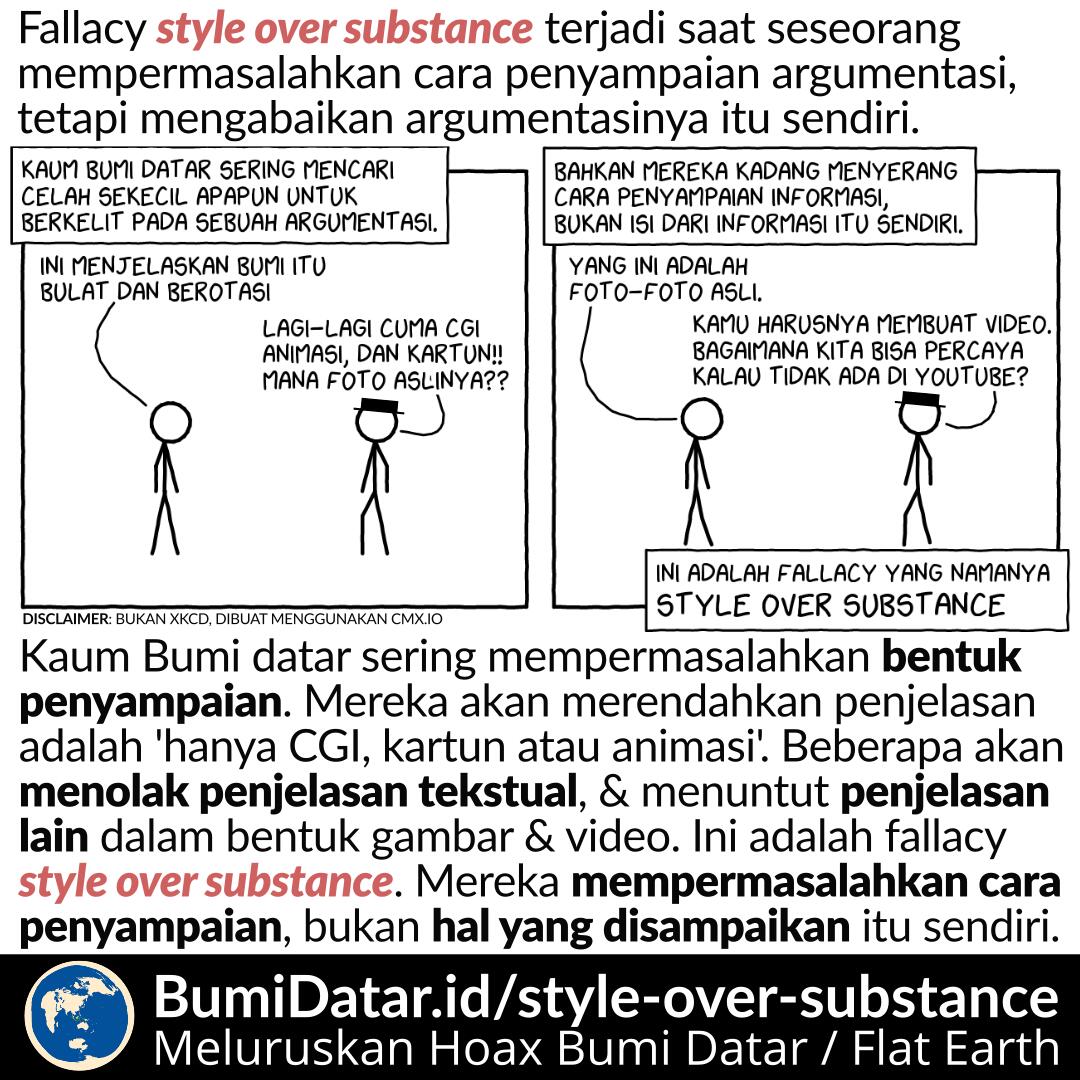 Fallacy style over substance terjadi saat seseorang
mempermasalahkan cara penyampaian argumentasi,
tetapi mengabaikan argumentasinya itu sendiri.
KAUM BUMI DATAR SERING MENCARI
CELAH SEKECIL APAPUN UNTUK
BERKELIT PADA SEBUAH ARGUMENTASI.
INI MENJELASKAN BUMI ITU
BULAT DAN BEROTASI
LAGI-LAGI CUMA CGI
ANIMASI, DAN KARTUN!!
MANA FOTO ASLINYA??
BAHKAN MEREKA KADANG MENYERANG
CARA PENYAMPAIAN INFORMASI,
BUKAN ISI DARI INFORMASI ITU SENDIRI.
YANG INI ADALAH
FOTO-FOTO ASLI.
KAMU HARUSNYA MEMBUAT VIDEO.
BAGAIMANA KITA BISA PERCAYA
KALAU TIDAK ADA DI YOUTUBE?
INI ADALAH FALLACY YANG NAMANYA
STYLE OVER SUBSTANCE
DISCLAIMER: BUKAN XKCD, DIBUAT MENGGUNAKAN CMX.IO
Kaum Bumi datar sering mempermasalahkan bentuk
penyampaian. Mereka akan merendahkan penjelasan
adalah 'hanya CGI, kartun atau animasi'. Beberapa akan
menolak penjelasan tekstual, & menuntut penjelasan
lain dalam bentuk gambar & video. Ini adalah fallacy
style over substance. Mereka mempermasalahkan cara
penyampaian, bukan hal yang disampaikan itu sendiri.
BumiDatar.id/style-over-substance
Meluruskan Hoax Bumi Datar / Flat Earth